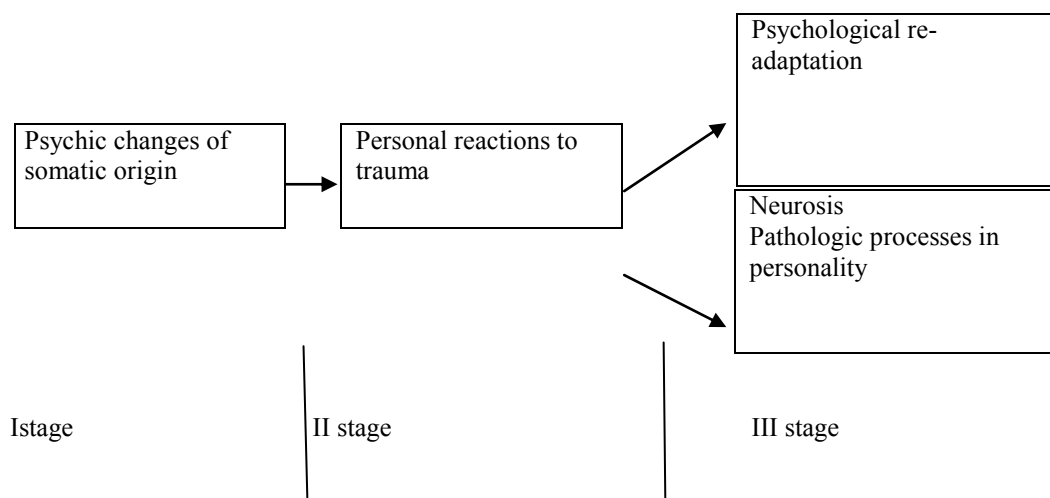 Psychic changes of
somatic origin
Personal reactions to
trauma
Psychological re-
adaptation
Neurosis
Pathologic processes in
personality
Istage
II stage
III stage